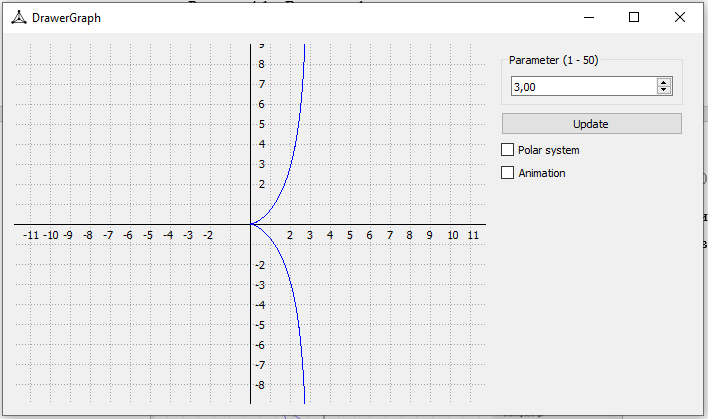 DrawerGraph
Parameter (1 - 50)
3,00
Update
Polar system
Animation
9
8
7
6
5
4
3
2
-11 -10 -9 -8 -7 -6 -5 -4 -3 -2 2 3 4 5 6 7 8 9 10 11
-2
-3
-4
-5
-6
-7
-8